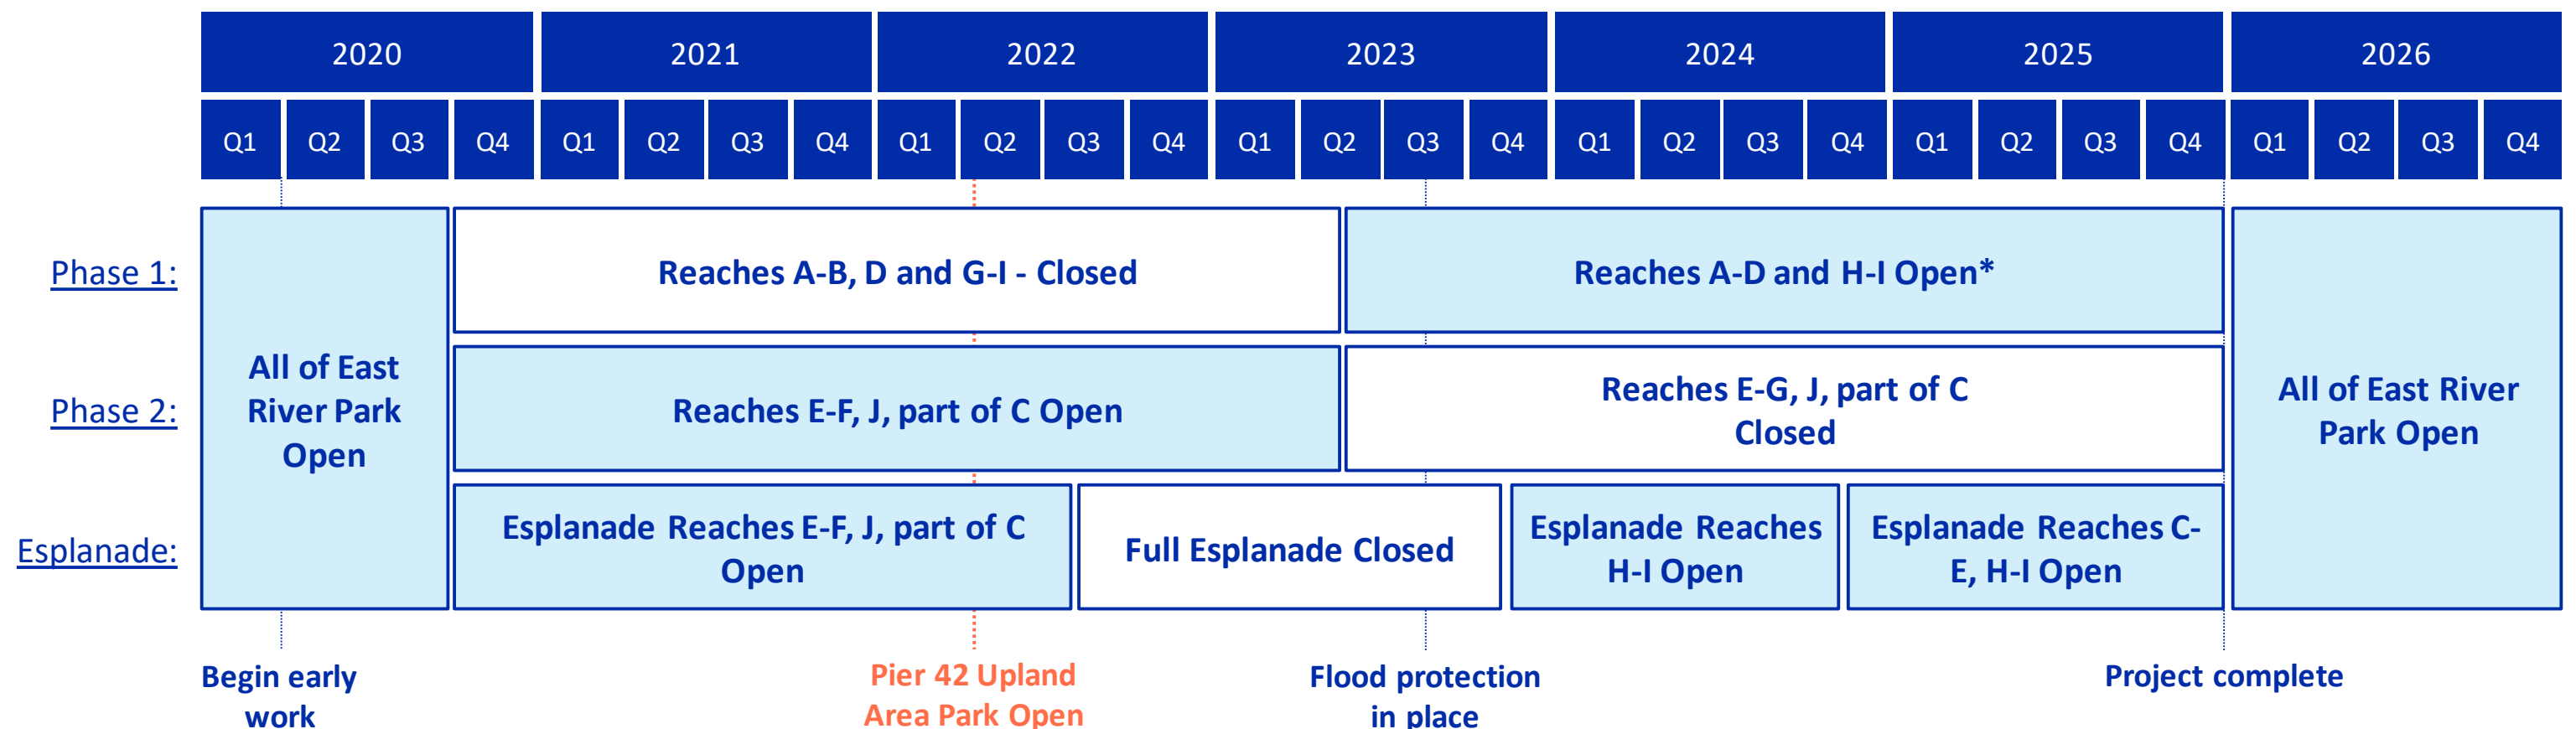 2020 2021 2022 2023 2024 2025 2026
Q1 Q2 Q3 Q4 Q1 Q2 Q3 Q4 Q1 Q2 Q3 Q4 Q1 Q2 Q3 Q4 Q1 Q2 Q3 Q4 Q1 Q2 Q3 Q4 Q1 Q2 Q3 Q4
All of East
River Park
Open
Phase 1:
Reaches A-B, D and G-I - Closed
Reaches A-D and H-I Open*
Phase 2:
Reaches E-F, J, part of C Open
Reaches E-G, J, part of C
Closed
Esplanade:
Esplanade Reaches E-F, J, part of C
Open
Full Esplanade Closed
Esplanade Reaches
H-I Open
Esplanade Reaches C-
E, H-I Open
All of East River
Park Open
Begin early
work
Pier 42 Upland
Area Park Open
Flood protection
in place
Project complete